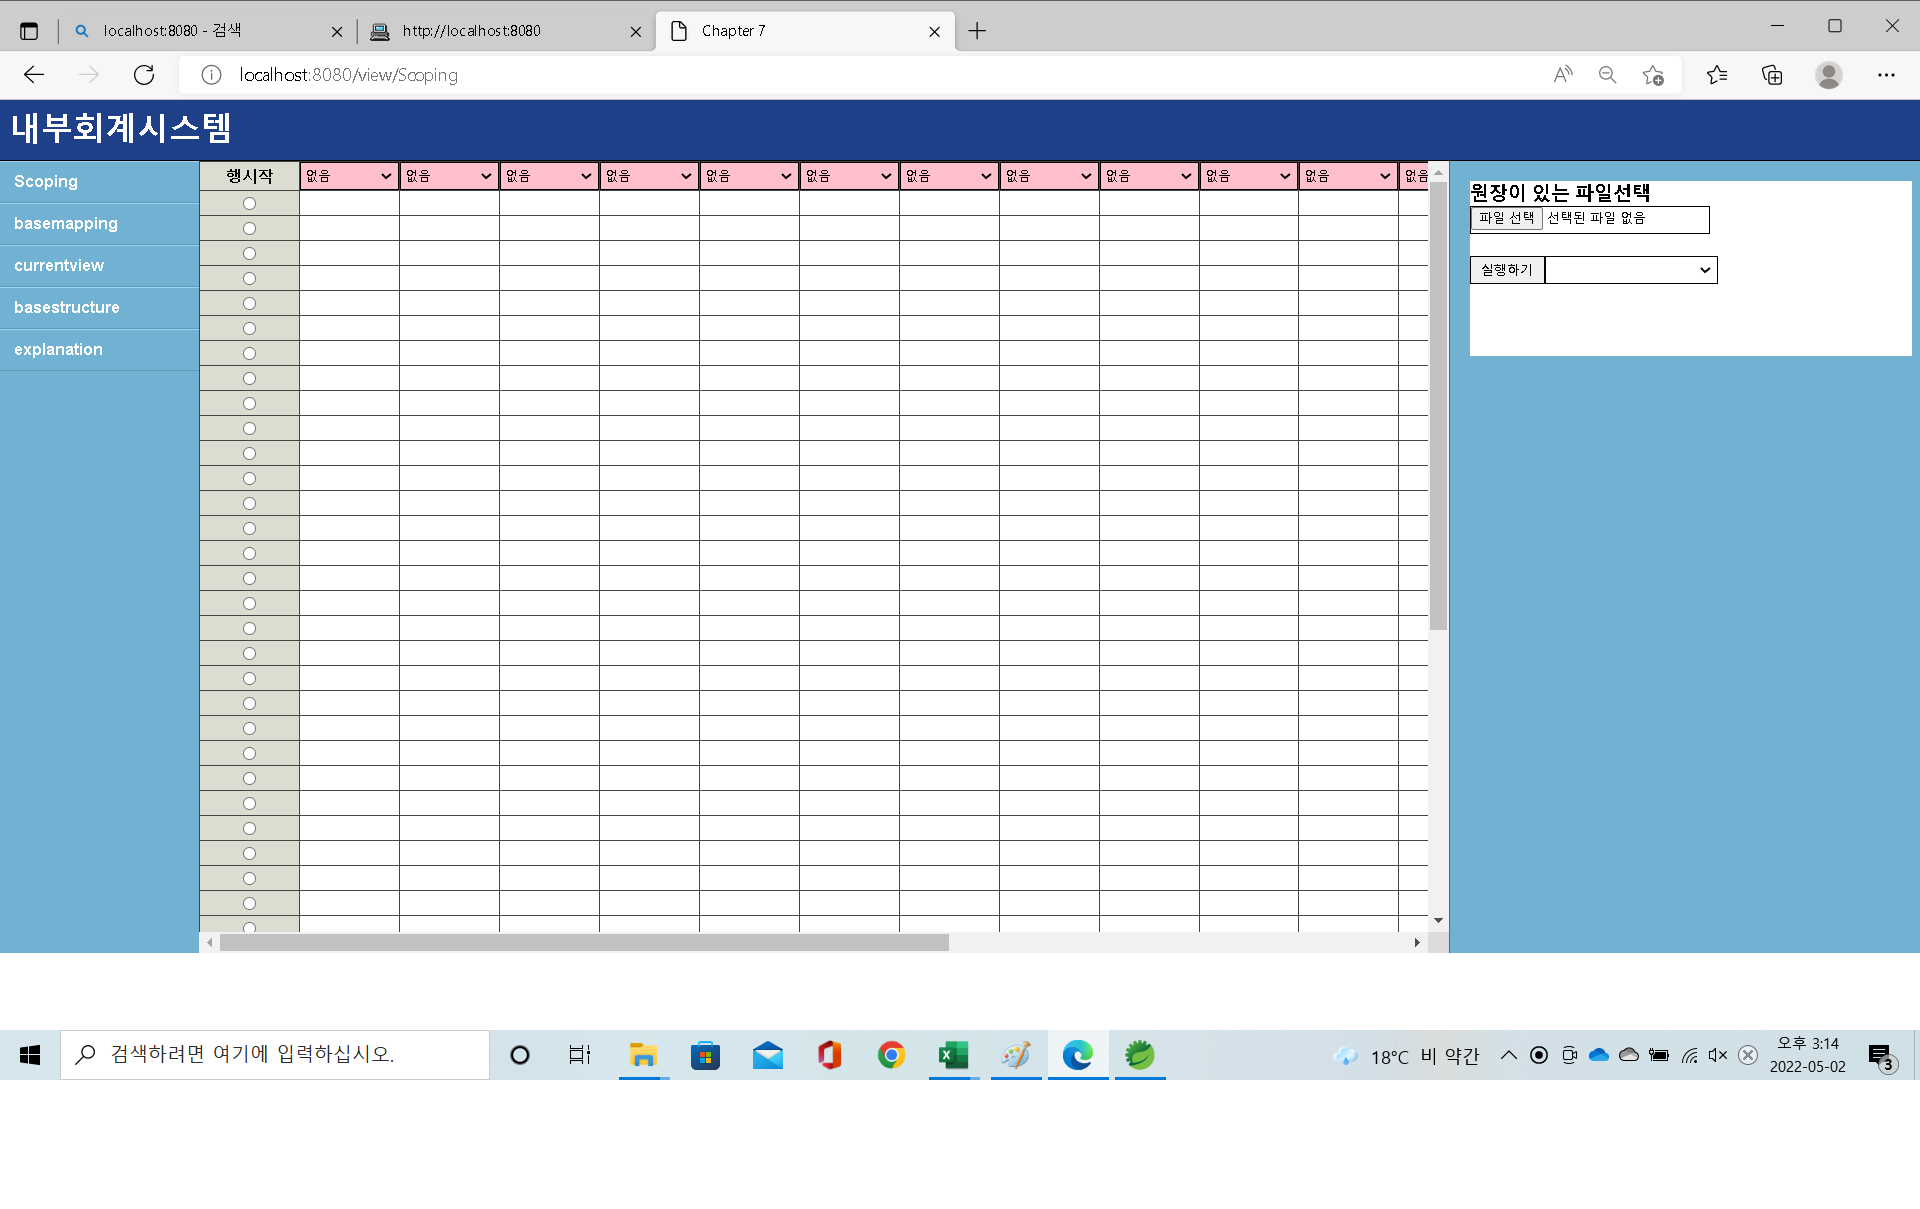 localhost:8080 - 검색
http://localhost:8080
Chapter 7
localhost:8080/view/Scoping
내부회계시스템
Scoping
basemapping
currentview
basestructure
explanation
행시작 없음 없음 없음 없음 없음 없음 없음 없음 없음 없음 없음 없음
원장이 있는 파일선택
파일 선택 선택된 파일 없음
실행하기
검색하려면 여기에 입력하십시오.
18°C 비 약간
오후 3:14
2022-05-02
3